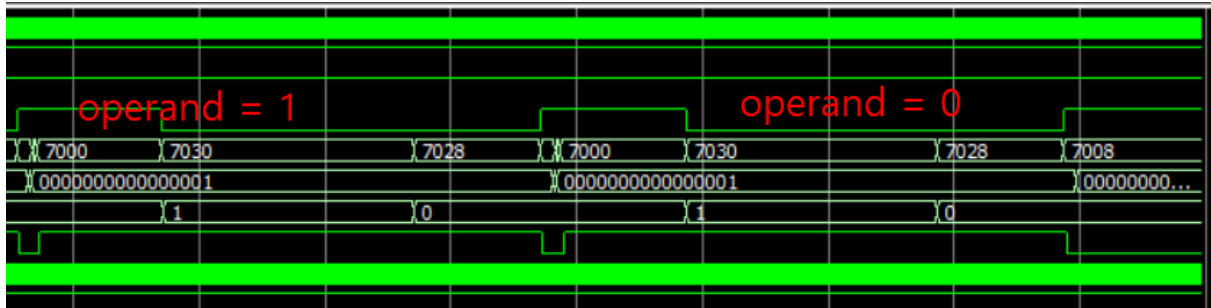 operand = 1 operand = 0
7000 7030 7028 7000 7030 7028 7008
0000000000000001 0000000000000001 00000000...
1 0 1 0